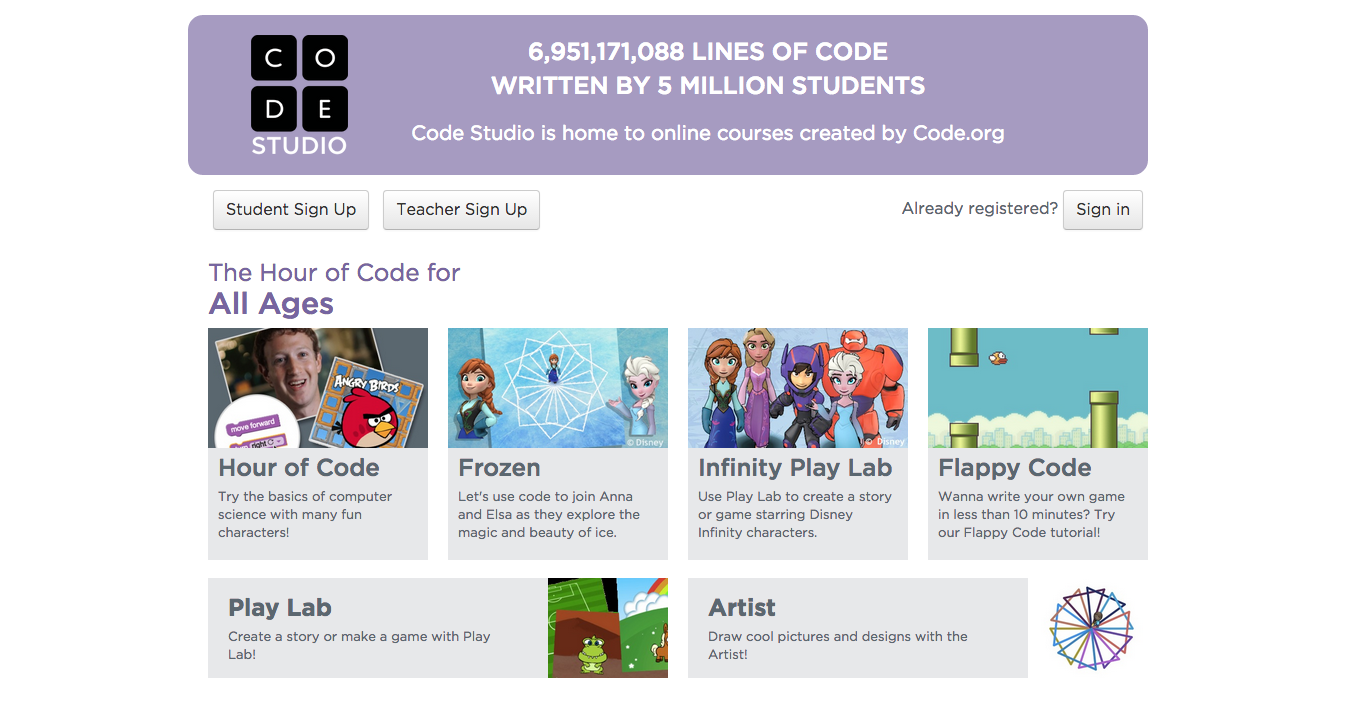 C O
D E
STUDIO
6,951,171,088 LINES OF CODE
WRITTEN BY 5 MILLION STUDENTS
Code Studio is home to online courses created by Code.org
Student Sign Up
Teacher Sign Up
Already registered?
Sign in
The Hour of Code for
All Ages
ANGRY BIRDS
move forward
right
© Disney
© Disney
Hour of Code
Try the basics of computer
science with many fun
characters!
Frozen
Let's use code to join Anna
and Elsa as they explore the
magic and beauty of ice.
Infinity Play Lab
Use Play Lab to create a story
or game starring Disney
Infinity characters.
Flappy Code
Wanna write your own game
in less than 10 minutes? Try
our Flappy Code tutorial!
Play Lab
Create a story or make a game with Play
Lab!
Artist
Draw cool pictures and designs with the
Artist!